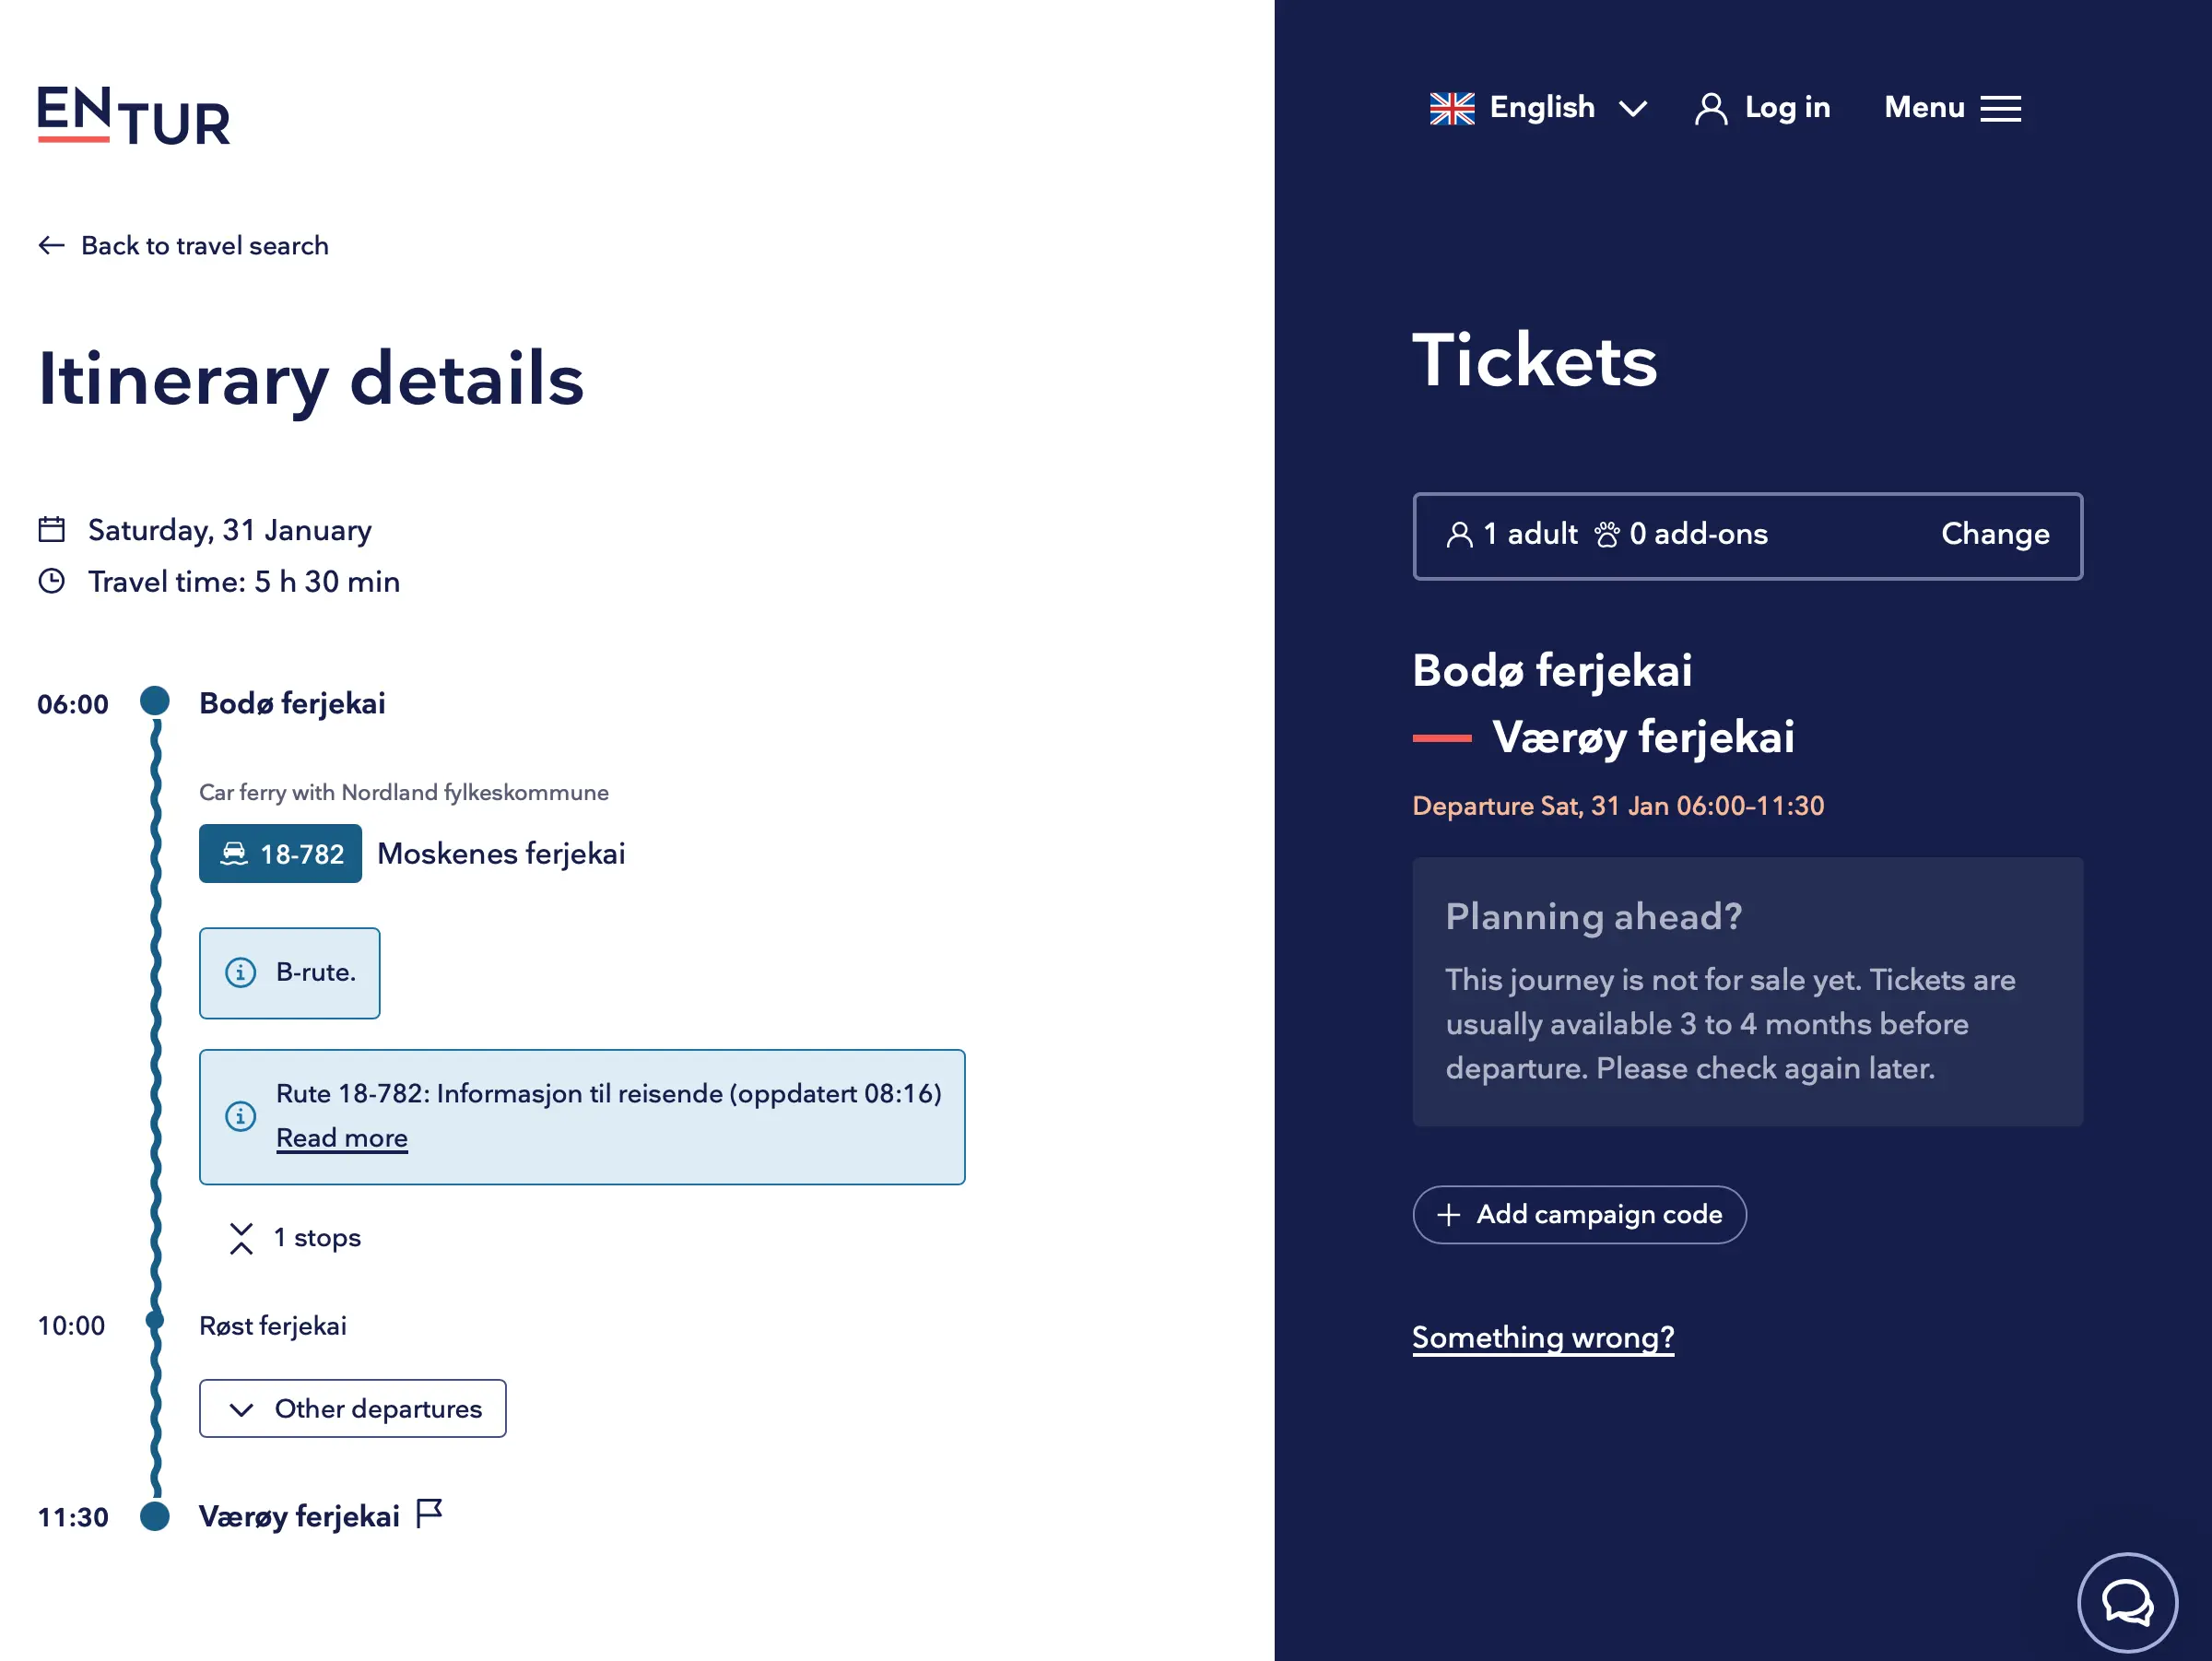 ENTUR
English
Log in
Menu
Back to travel search
Itinerary details
Saturday, 31 January
Travel time: 5 h 30 min
06:00 Bodø ferjekai
Car ferry with Nordland fylkeskommune
18-782 Moskenes ferjekai
B-rute.
Rute 18-782: Informasjon til reisende (oppdatert 08:16)
Read more
1 stops
10:00 Røst ferjekai
Other departures
11:30 Værøy ferjekai
Tickets
1 adult 0 add-ons Change
Bodø ferjekai
Værøy ferjekai
Departure Sat, 31 Jan 06:00–11:30
Planning ahead?
This journey is not for sale yet. Tickets are
usually available 3 to 4 months before
departure. Please check again later.
Add campaign code
Something wrong?